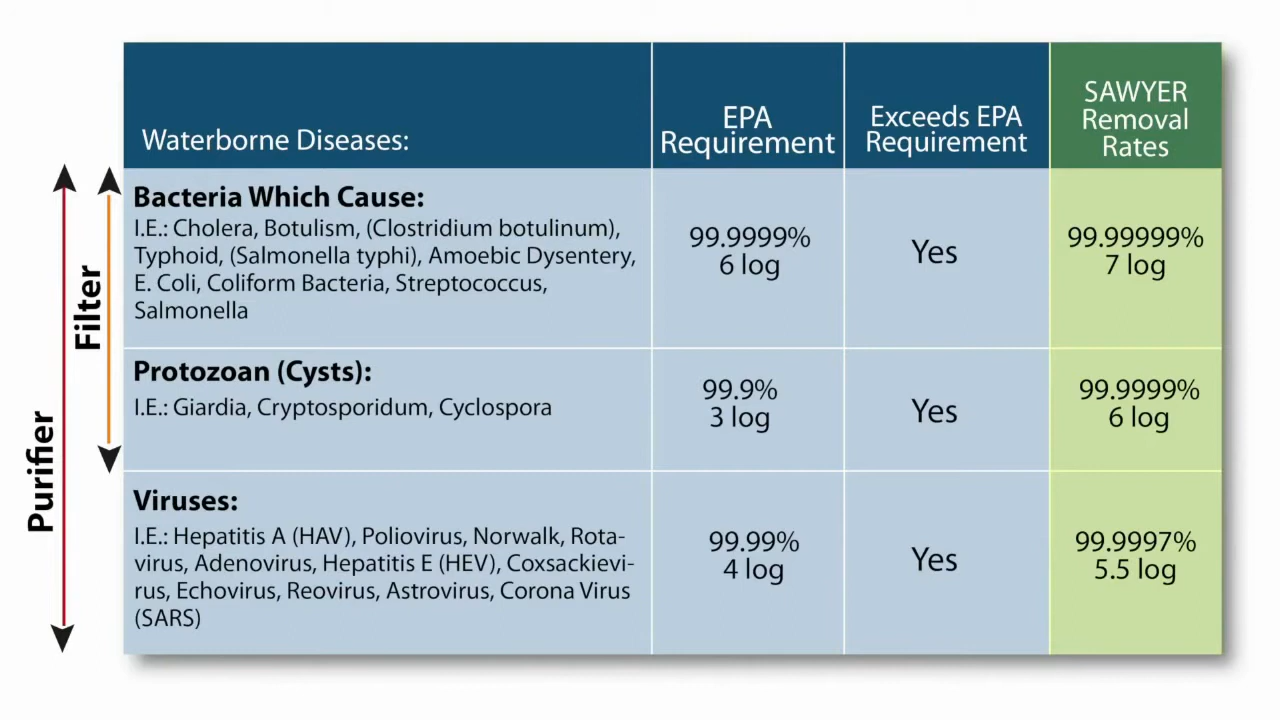 Waterborne Diseases:
EPA
Requirement
Exceeds EPA
Requirement
SAWYER
Removal
Rates
Purifier
Filter
Bacteria Which Cause:
I.E.: Cholera, Botulism, (Clostridium botulinum),
Typhoid, (Salmonella typhi), Amoebic Dysentery,
E. Coli, Coliform Bacteria, Streptococcus,
Salmonella
99.9999%
6 log
Yes
99.99999%
7 log
Protozoan (Cysts):
I.E.: Giardia, Cryptosporidum, Cyclospora
99.9%
3 log
Yes
99.9999%
6 log
Viruses:
I.E.: Hepatitis A (HAV), Poliovirus, Norwalk, Rota-
virus, Adenovirus, Hepatitis E (HEV), Coxsackievi-
rus, Echovirus, Reovirus, Astrovirus, Corona Virus
(SARS)
99.99%
4 log
Yes
99.9997%
5.5 log